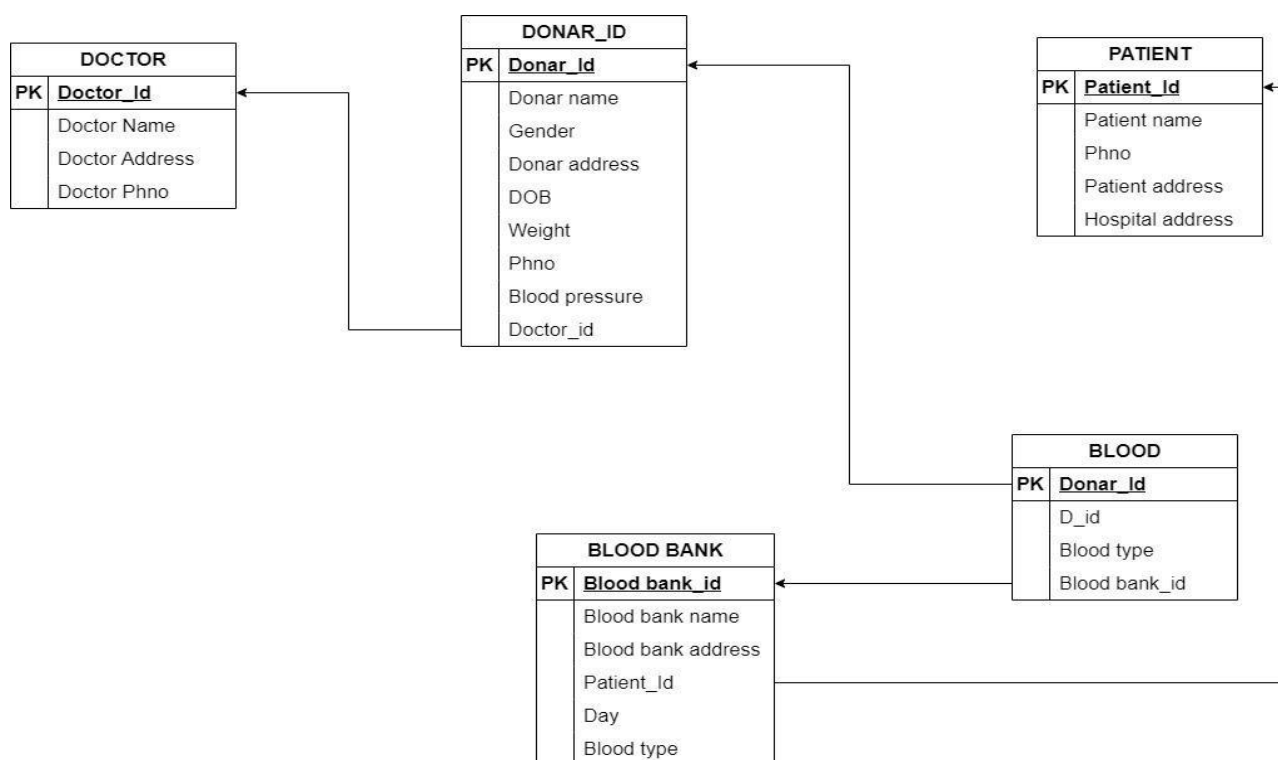 DOCTOR
PK Doctor_Id
Doctor Name
Doctor Address
Doctor Phno
DONAR_ID
PK Donar_Id
Donar name
Gender
Donar address
DOB
Weight
Phno
Blood pressure
Doctor_id
PATIENT
PK Patient_Id
Patient name
Phno
Patient address
Hospital address
BLOOD
PK Donar_Id
D_id
Blood type
Blood bank_id
BLOOD BANK
PK Blood bank_id
Blood bank name
Blood bank address
Patient_Id
Day
Blood type